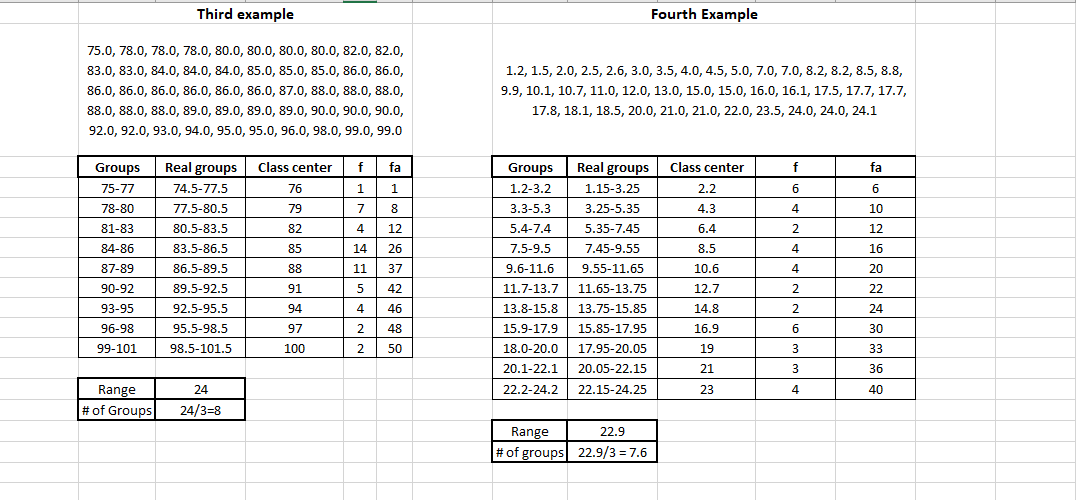 Third example
75.0, 78.0, 78.0, 78.0, 80.0, 80.0, 80.0, 80.0, 82.0, 82.0,
83.0, 83.0, 84.0, 84.0, 84.0, 85.0, 85.0, 85.0, 86.0, 86.0,
86.0, 86.0, 86.0, 86.0, 86.0, 86.0, 87.0, 88.0, 88.0, 88.0,
88.0, 88.0, 88.0, 89.0, 89.0, 89.0, 89.0, 90.0, 90.0, 90.0,
92.0, 92.0, 93.0, 94.0, 95.0, 95.0, 96.0, 98.0, 99.0, 99.0
Groups Real groups Class center f fa
75-77 74.5-77.5 76 1 1
78-80 77.5-80.5 79 7 8
81-83 80.5-83.5 82 4 12
84-86 83.5-86.5 85 14 26
87-89 86.5-89.5 88 11 37
90-92 89.5-92.5 91 5 42
93-95 92.5-95.5 94 4 46
96-98 95.5-98.5 97 2 48
99-101 98.5-101.5 100 2 50
Range 24
# of Groups 24/3=8
Fourth Example
1.2, 1.5, 2.0, 2.5, 2.6, 3.0, 3.5, 4.0, 4.5, 5.0, 7.0, 7.0, 8.2, 8.2, 8.5, 8.8,
9.9, 10.1, 10.7, 11.0, 12.0, 13.0, 15.0, 15.0, 16.0, 16.1, 17.5, 17.7, 17.7,
17.8, 18.1, 18.5, 20.0, 21.0, 21.0, 22.0, 23.5, 24.0, 24.0, 24.1
Groups Real groups Class center f fa
1.2-3.2 1.15-3.25 2.2 6 6
3.3-5.3 3.25-5.35 4.3 4 10
5.4-7.4 5.35-7.45 6.4 2 12
7.5-9.5 7.45-9.55 8.5 4 16
9.6-11.6 9.55-11.65 10.6 4 20
11.7-13.7 11.65-13.75 12.7 2 22
13.8-15.8 13.75-15.85 14.8 2 24
15.9-17.9 15.85-17.95 16.9 6 30
18.0-20.0 17.95-20.05 19 3 33
20.1-22.1 20.05-22.15 21 3 36
22.2-24.2 22.15-24.25 23 4 40
Range 22.9
# of groups 22.9/3 = 7.6